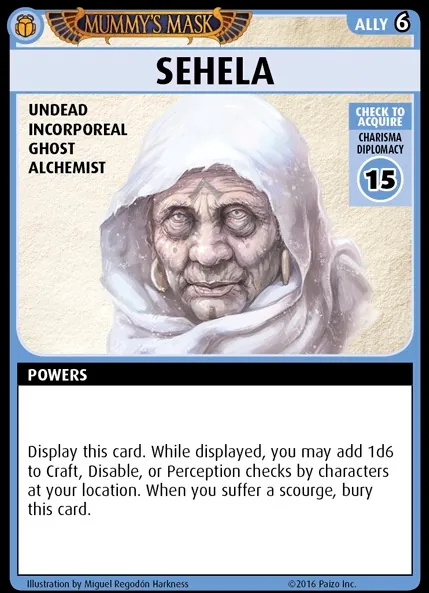 MUMMY'S MASK
ALLY 6
SEHELA
UNDEAD
INCORPOREAL
GHOST
ALCHEMIST
CHECK TO
ACQUIRE
CHARISMA
DIPLOMACY
15
POWERS
Display this card. While displayed, you may add 1d6
to Craft, Disable, or Perception checks by characters
at your location. When you suffer a scourge, bury
this card.
Illustration by Miguel Regodón Harkness
©2016 Paizo Inc.